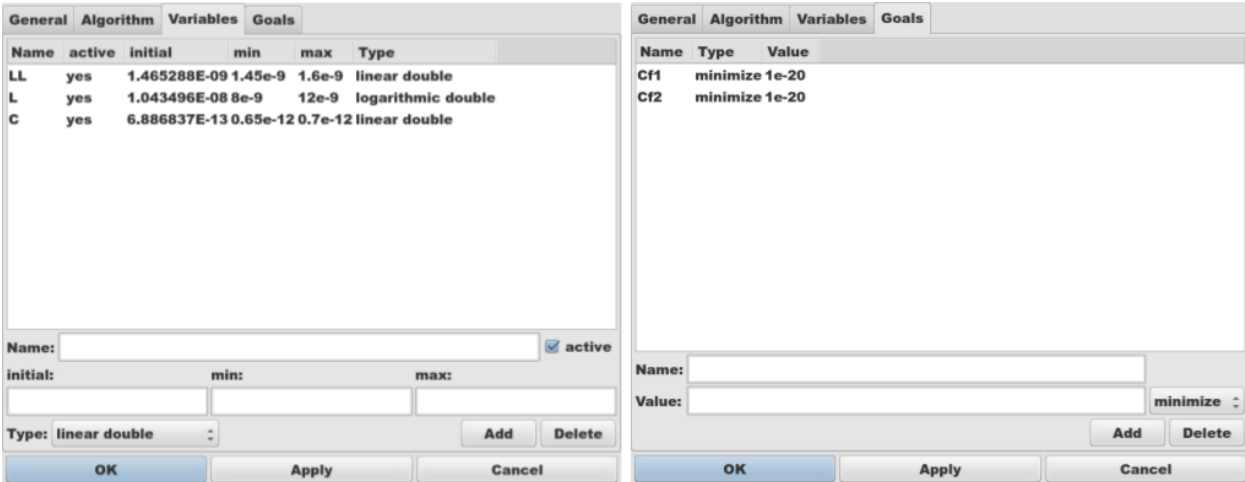 General Algorithm Variables Goals
Name active initial min max Type
LL yes 1.465288E-09 1.45e-9 1.6e-9 linear double
L yes 1.043496E-08 8e-9 12e-9 logarithmic double
C yes 6.886837E-13 0.65e-12 0.7e-12 linear double
Name: active
initial: min: max:
Type: linear double Add Delete
OK Apply Cancel
General Algorithm Variables Goals
Name Type Value
Cf1 minimize 1e-20
Cf2 minimize 1e-20
Name:
Value: minimize
Add Delete
OK Apply Cancel